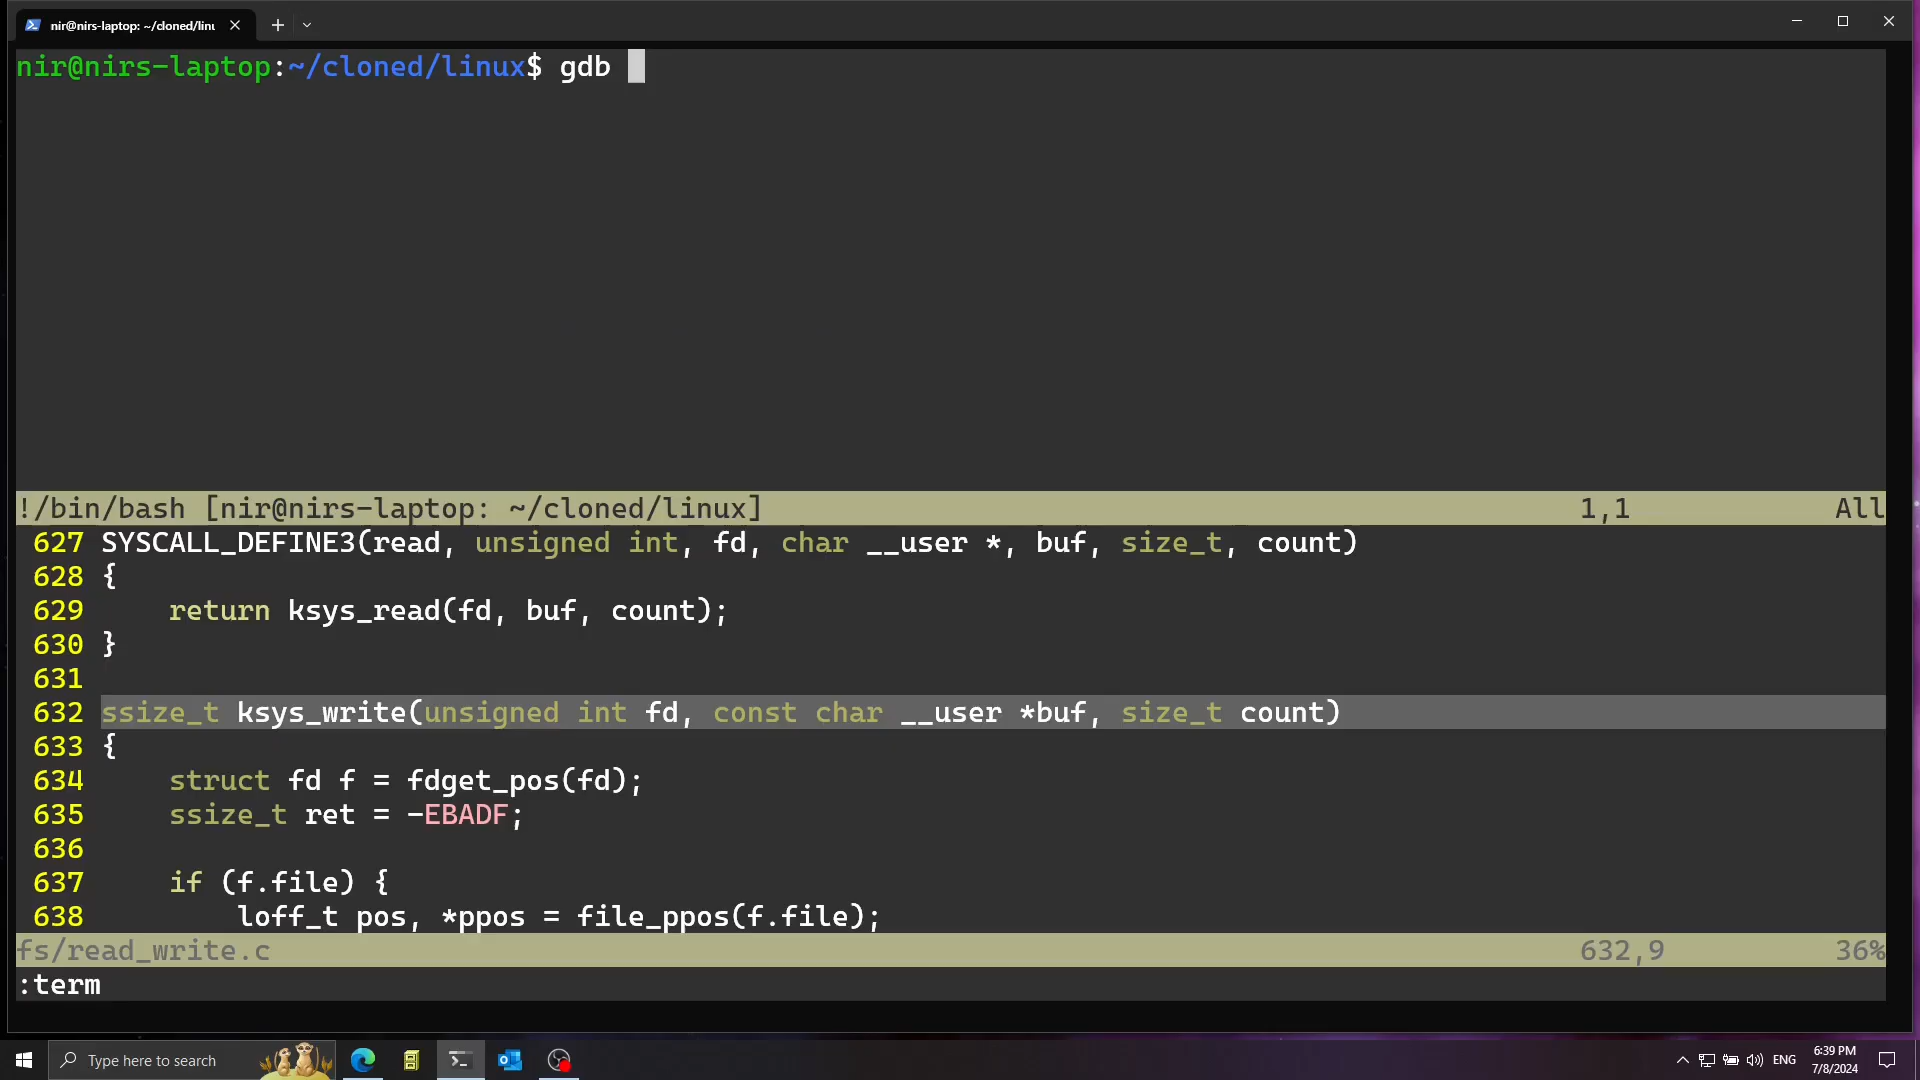 nir@nirs-laptop: ~/cloned/linu
nir@nirs-laptop:~/cloned/linux$ gdb
!/bin/bash [nir@nirs-laptop: ~/cloned/linux] 1,1 All
627 SYSCALL_DEFINE3(read, unsigned int, fd, char __user *, buf, size_t, count)
628 {
629     return ksys_read(fd, buf, count);
630 }
631
632 ssize_t ksys_write(unsigned int fd, const char __user *buf, size_t count)
633 {
634     struct fd f = fdget_pos(fd);
635     ssize_t ret = -EBADF;
636
637     if (f.file) {
638         loff_t pos, *ppos = file_ppos(f.file);
fs/read_write.c 632,9 36%
:term
Type here to search
ENG
6:39 PM
7/8/2024